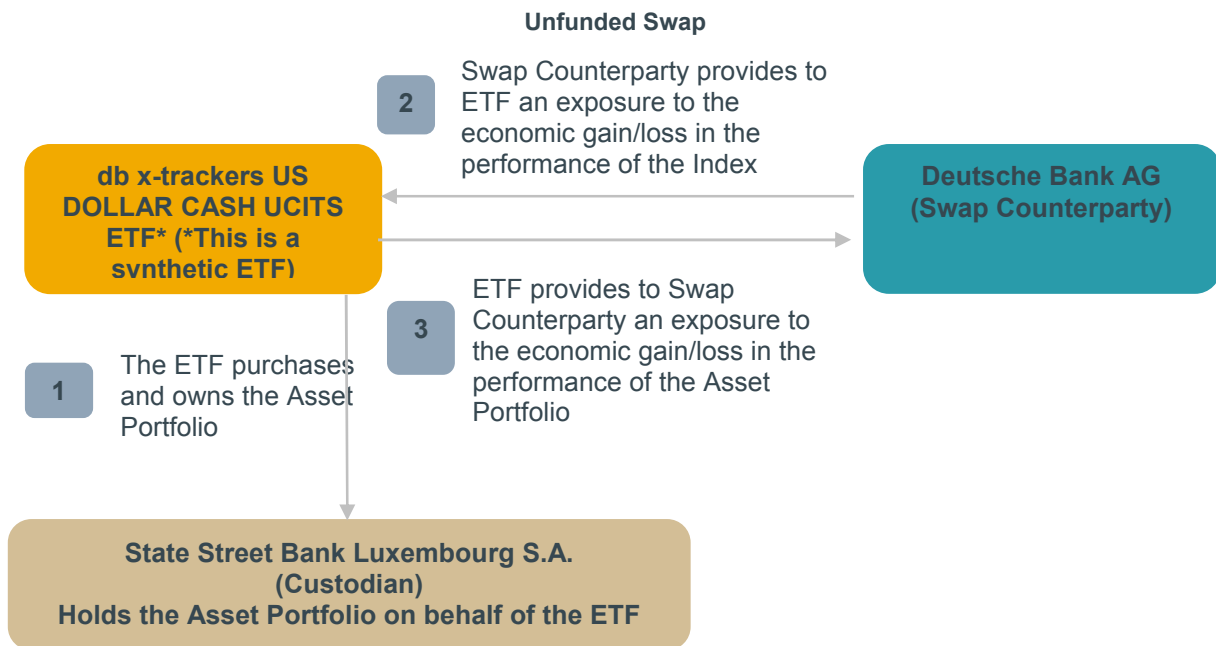 Unfunded Swap
2
Swap Counterparty provides to
ETF an exposure to the
economic gain/loss in the
performance of the Index
db x-trackers US
DOLLAR CASH UCITS
ETF* (*This is a
synthetic ETF)
Deutsche Bank AG
(Swap Counterparty)
3
ETF provides to Swap
Counterparty an exposure to
the economic gain/loss in the
performance of the Asset
Portfolio
1
The ETF purchases
and owns the Asset
Portfolio
State Street Bank Luxembourg S.A.
(Custodian)
Holds the Asset Portfolio on behalf of the ETF